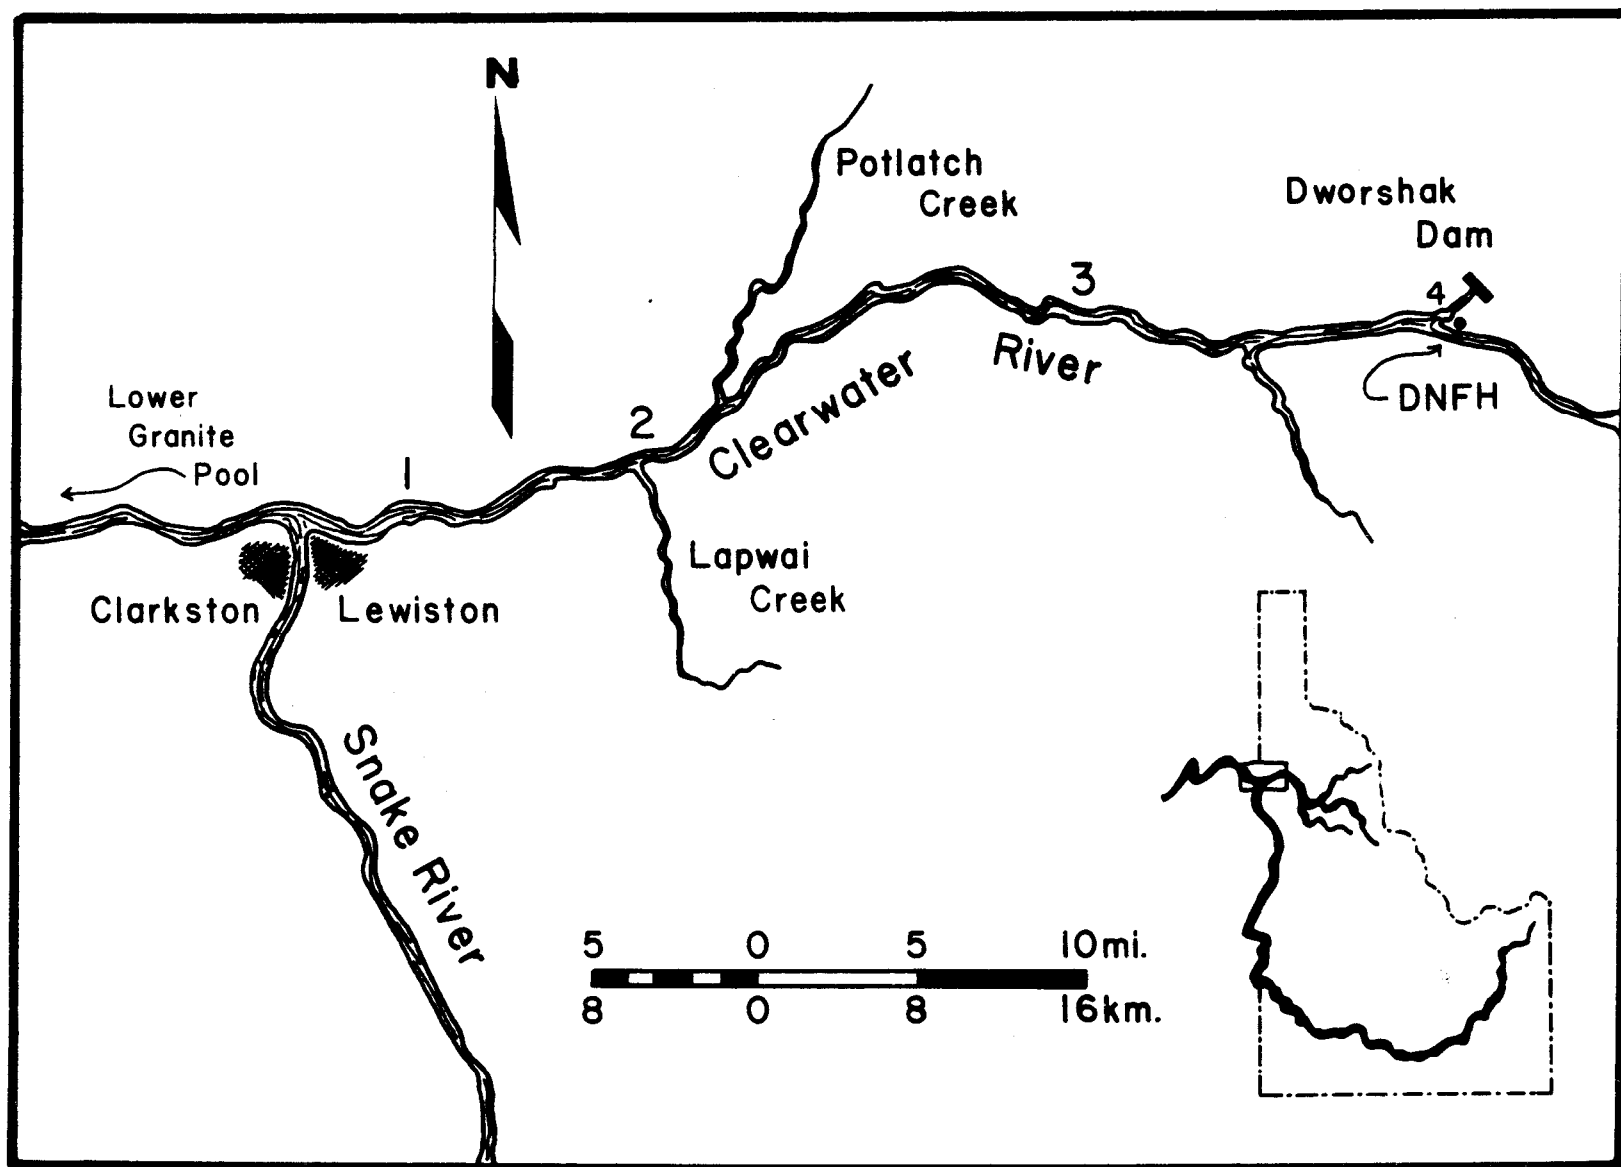 N
Potlatch
Creek
Dworshak
Dam
3
4
River
Clearwater
DNFH
Lower
Granite
Pool
1
2
Clarkston
Lewiston
Lapwai
Creek
Snake River
5 0 5 10mi.
8 0 8 16km.